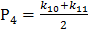 P₄ = (k₁₀ + k₁₁) / 2